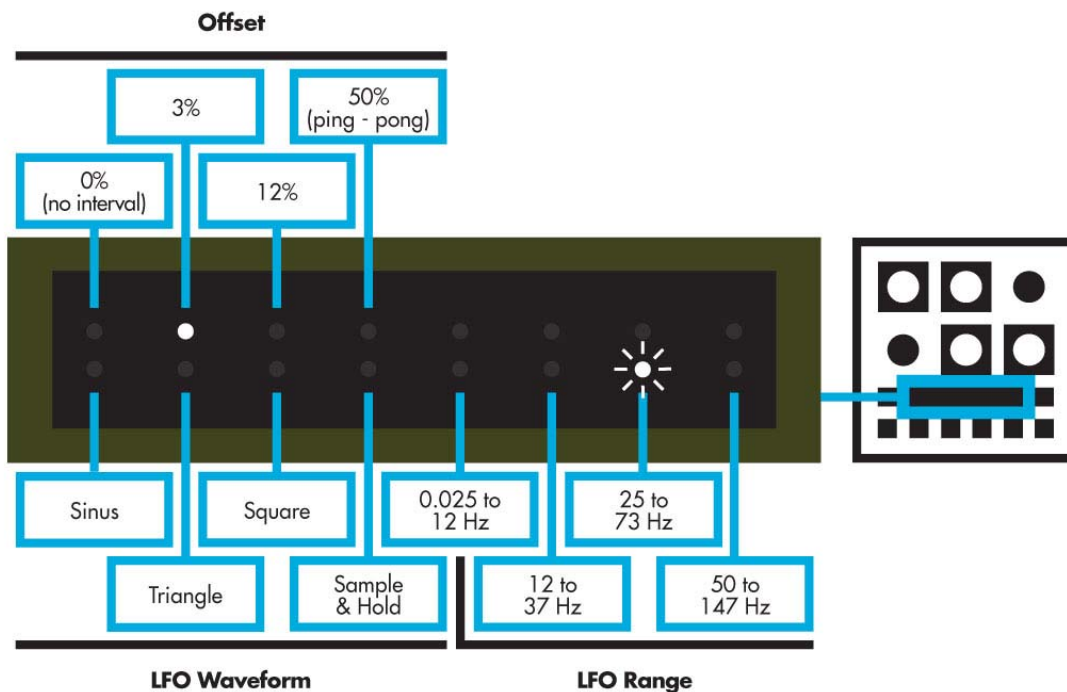 Offset
3%
50%
(ping - pong)
0%
(no interval)
12%
Sinus
Square
0.025 to
12 Hz
25 to
73 Hz
Triangle
Sample
& Hold
12 to
37 Hz
50 to
147 Hz
LFO Waveform
LFO Range